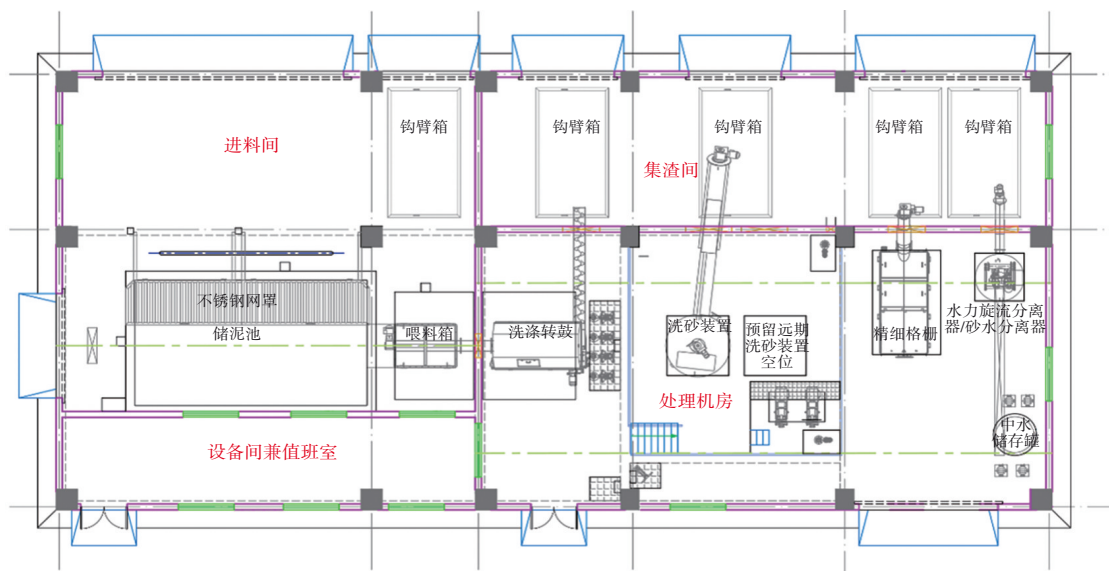 钩臂箱
钩臂箱
钩臂箱
钩臂箱
钩臂箱
进料间
集渣间
不锈钢网罩
储泥池
喂料箱
洗涤转鼓
洗砂装置
预留远期
洗砂装置
空位
精细格栅
水力旋流分离
器/砂水分离器
处理机房
中水
储存罐
设备间兼值班室